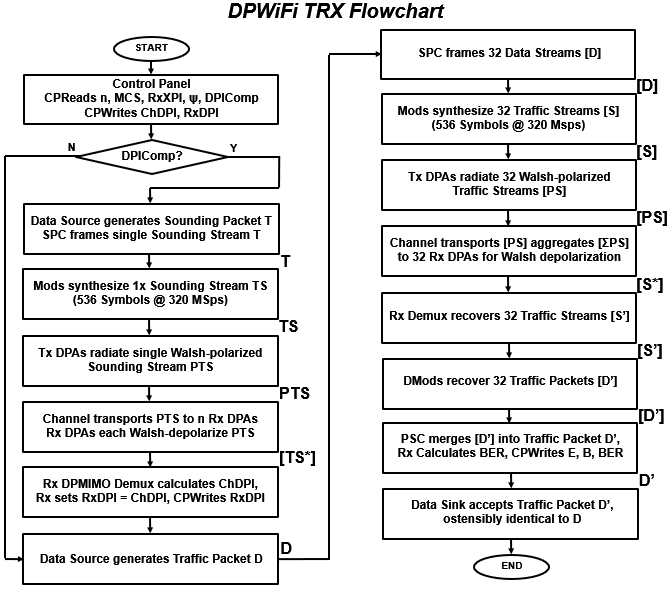 DPWiFi TRX Flowchart
START
Control Panel
CPReads n, MCS, RxXPI, ψ, DPIComp
CPWrites ChDPI, RxDPI
N
DPIComp?
Y
Data Source generates Sounding Packet T
SPC frames single Sounding Stream T
T
Mods synthesize 1x Sounding Stream TS
(536 Symbols @ 320 MSps)
TS
Tx DPAs radiate single Walsh-polarized
Sounding Stream PTS
PTS
Channel transports PTS to n Rx DPAs
Rx DPAs each Walsh-depolarize PTS
[TS*]
Rx DPMIMO Demux calculates ChDPI,
Rx sets RxDPI = ChDPI, CPWrites RxDPI
Data Source generates Traffic Packet D
D
SPC frames 32 Data Streams [D]
[D]
Mods synthesize 32 Traffic Streams [S]
(536 Symbols @ 320 Msps)
[S]
Tx DPAs radiate 32 Walsh-polarized
Traffic Streams [PS]
[PS]
Channel transports [PS] aggregates [ΣPS]
to 32 Rx DPAs for Walsh depolarization
[S*]
Rx Demux recovers 32 Traffic Streams [S’]
[S’]
DMods recover 32 Traffic Packets [D’]
[D’]
PSC merges [D’] into Traffic Packet D’,
Rx Calculates BER, CPWrites E, B, BER
D’
Data Sink accepts Traffic Packet D’,
ostensibly identical to D
END